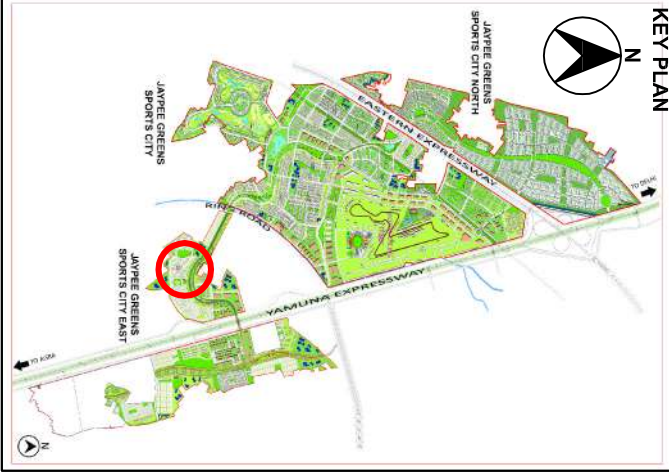 KEY PLAN
N
JAYPEE GREENS
SPORTS CITY NORTH
EASTERN EXPRESSWAY
TO DELHI
JAYPEE GREENS
SPORTS CITY
RING ROAD
YAMUNA EXPRESSWAY
JAYPEE GREENS
SPORTS CITY EAST
TO AGRA
N